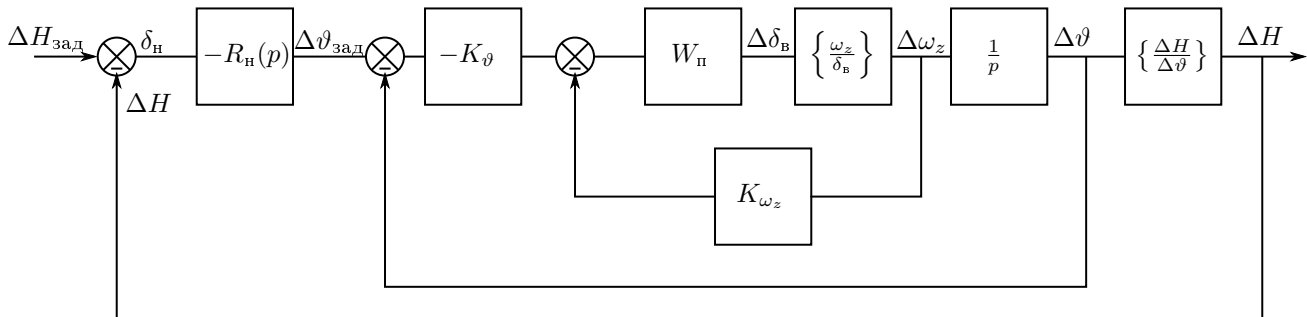 ΔH_зад
δ_н
−R_н(p)
Δϑ_зад
−K_ϑ
W_п
Δδ_в
{ω_z/δ_в}
Δω_z
1/p
Δϑ
{ΔH/Δϑ}
ΔH
ΔH
K_ω_z